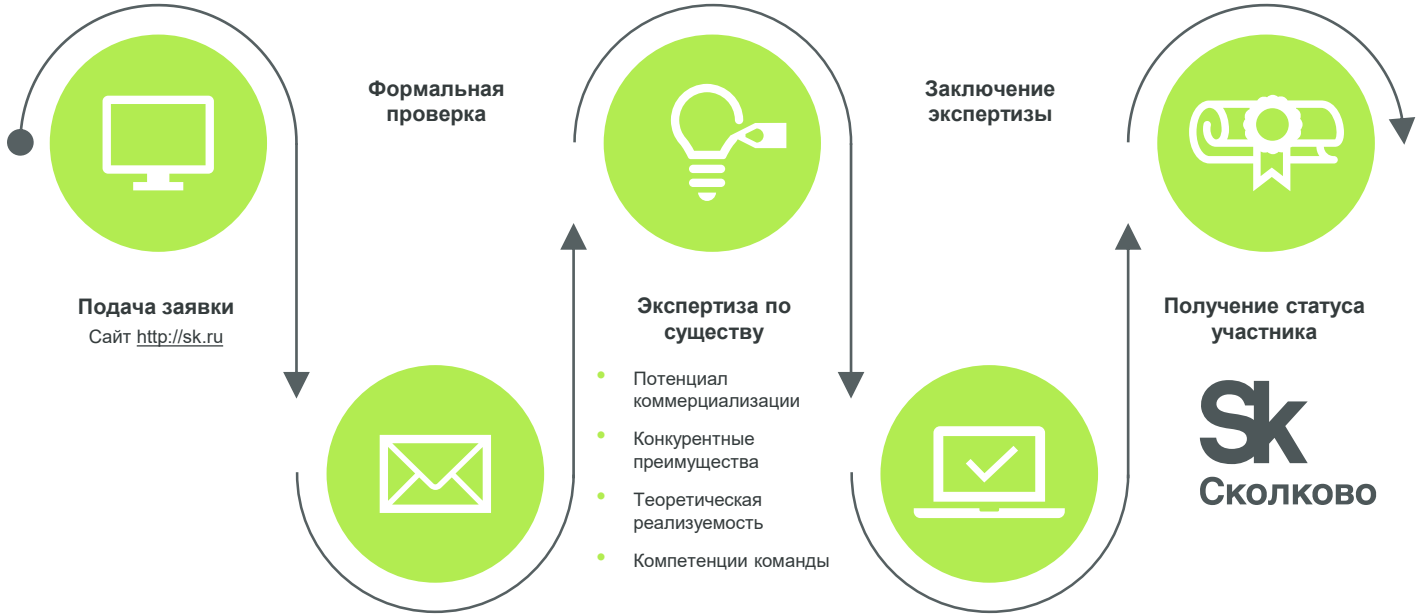 Формальная
проверка
Заключение
экспертизы
Подача заявки
Сайт http://sk.ru
Экспертиза по
существу
• Потенциал
коммерциализации
• Конкурентные
преимущества
• Теоретическая
реализуемость
• Компетенции команды
Получение статуса
участника
Sk
Сколково